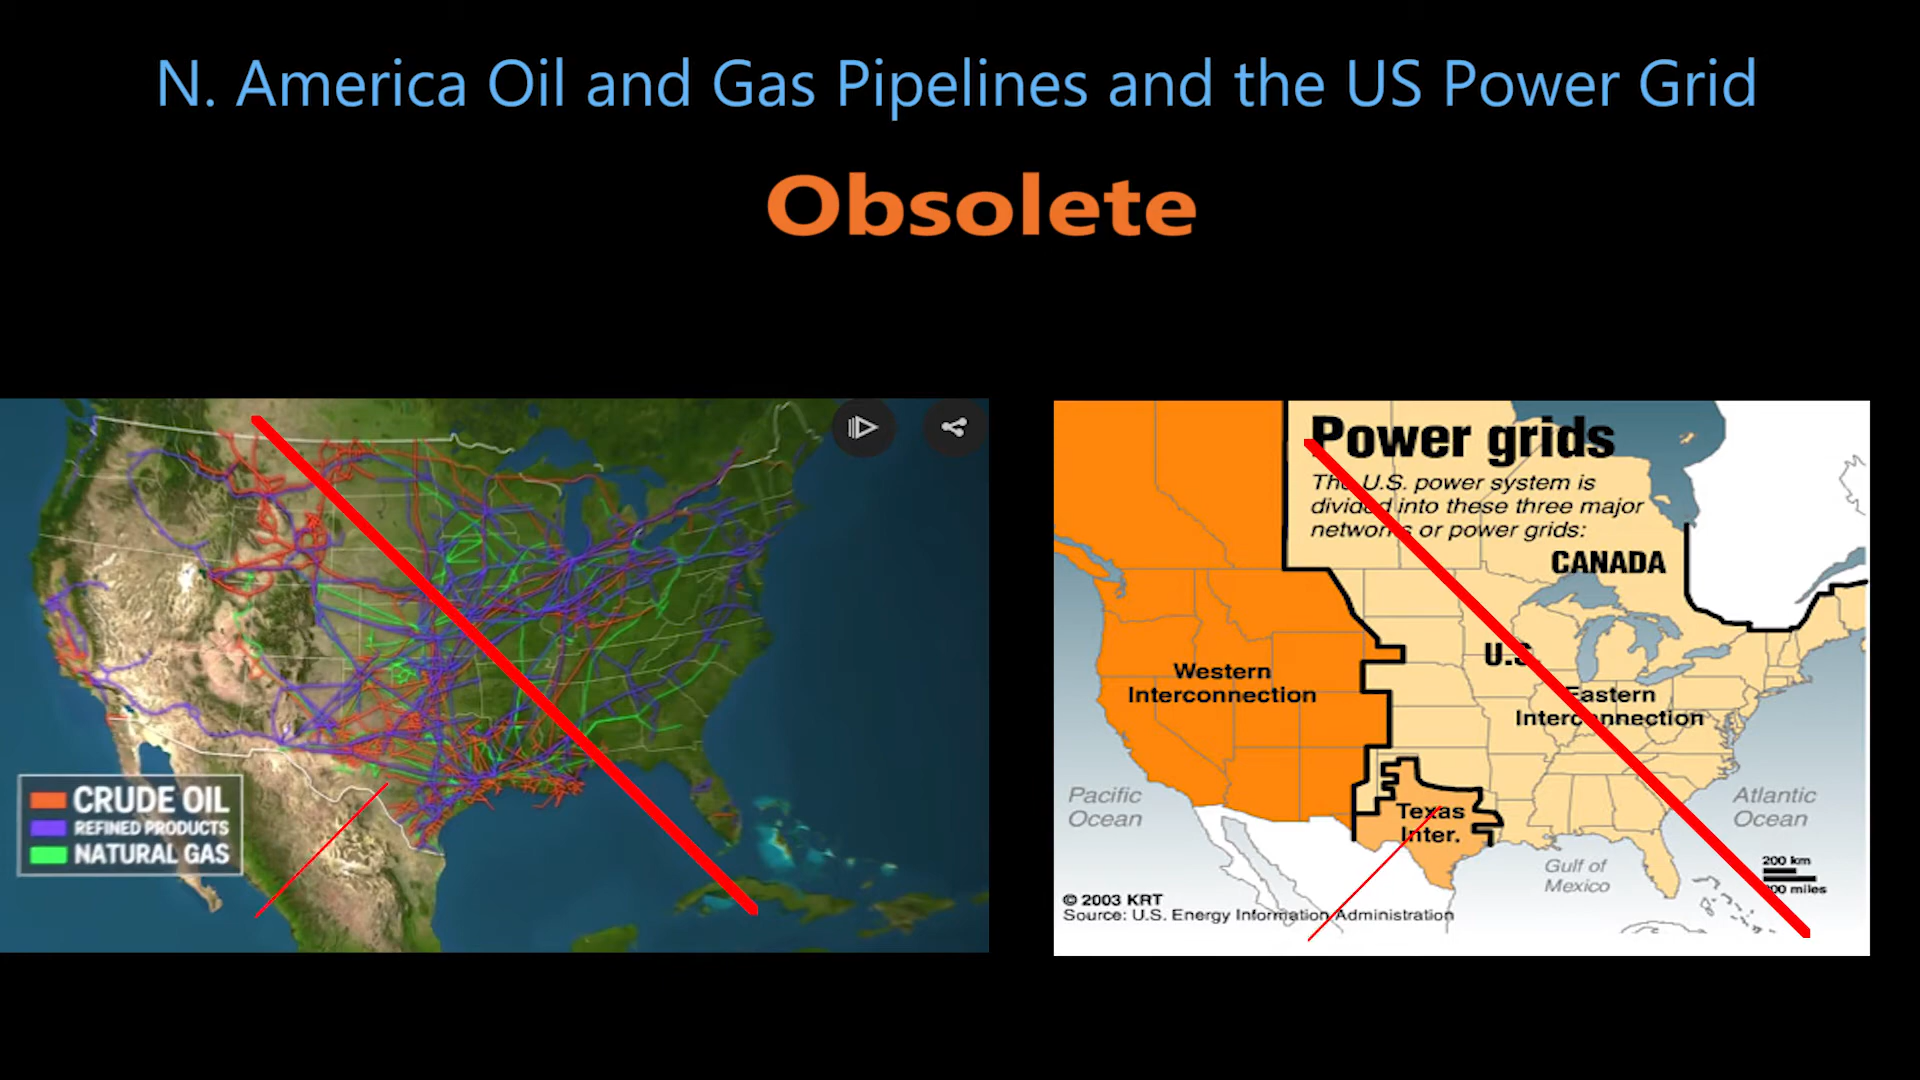 N. America Oil and Gas Pipelines and the US Power Grid
Obsolete
CRUDE OIL
REFINED PRODUCTS
NATURAL GAS
Power grids
The U.S. power system is
divided into these three major
networks or power grids:
CANADA
U.S.
Western
Interconnection
Eastern
Interconnection
Texas
Inter.
Pacific
Ocean
Atlantic
Ocean
Gulf of
Mexico
200 km
200 miles
© 2003 KRT
Source: U.S. Energy Information Administration